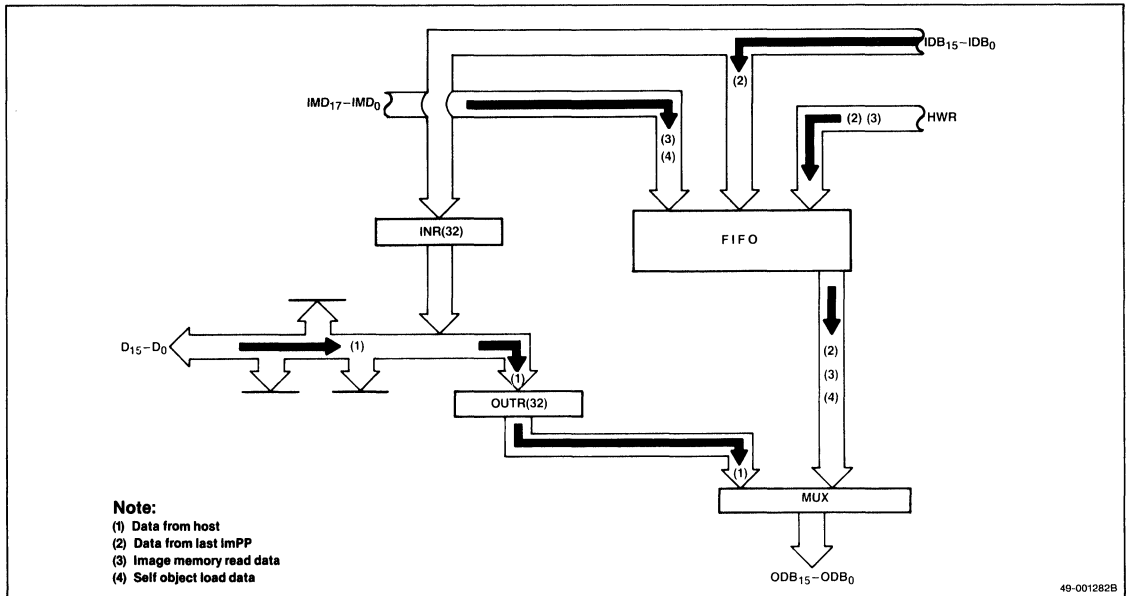 IDB15–IDB0
(2)
IMD17–IMD0
(2) (3)
HWR
(3)
(4)
INR(32)
FIFO
D15–D0
(1)
(1)
(2)
(3)
(4)
OUTR(32)
(1)
MUX
Note:
(1) Data from host
(2) Data from last ImPP
(3) Image memory read data
(4) Self object load data
ODB15–ODB0
49-001282B